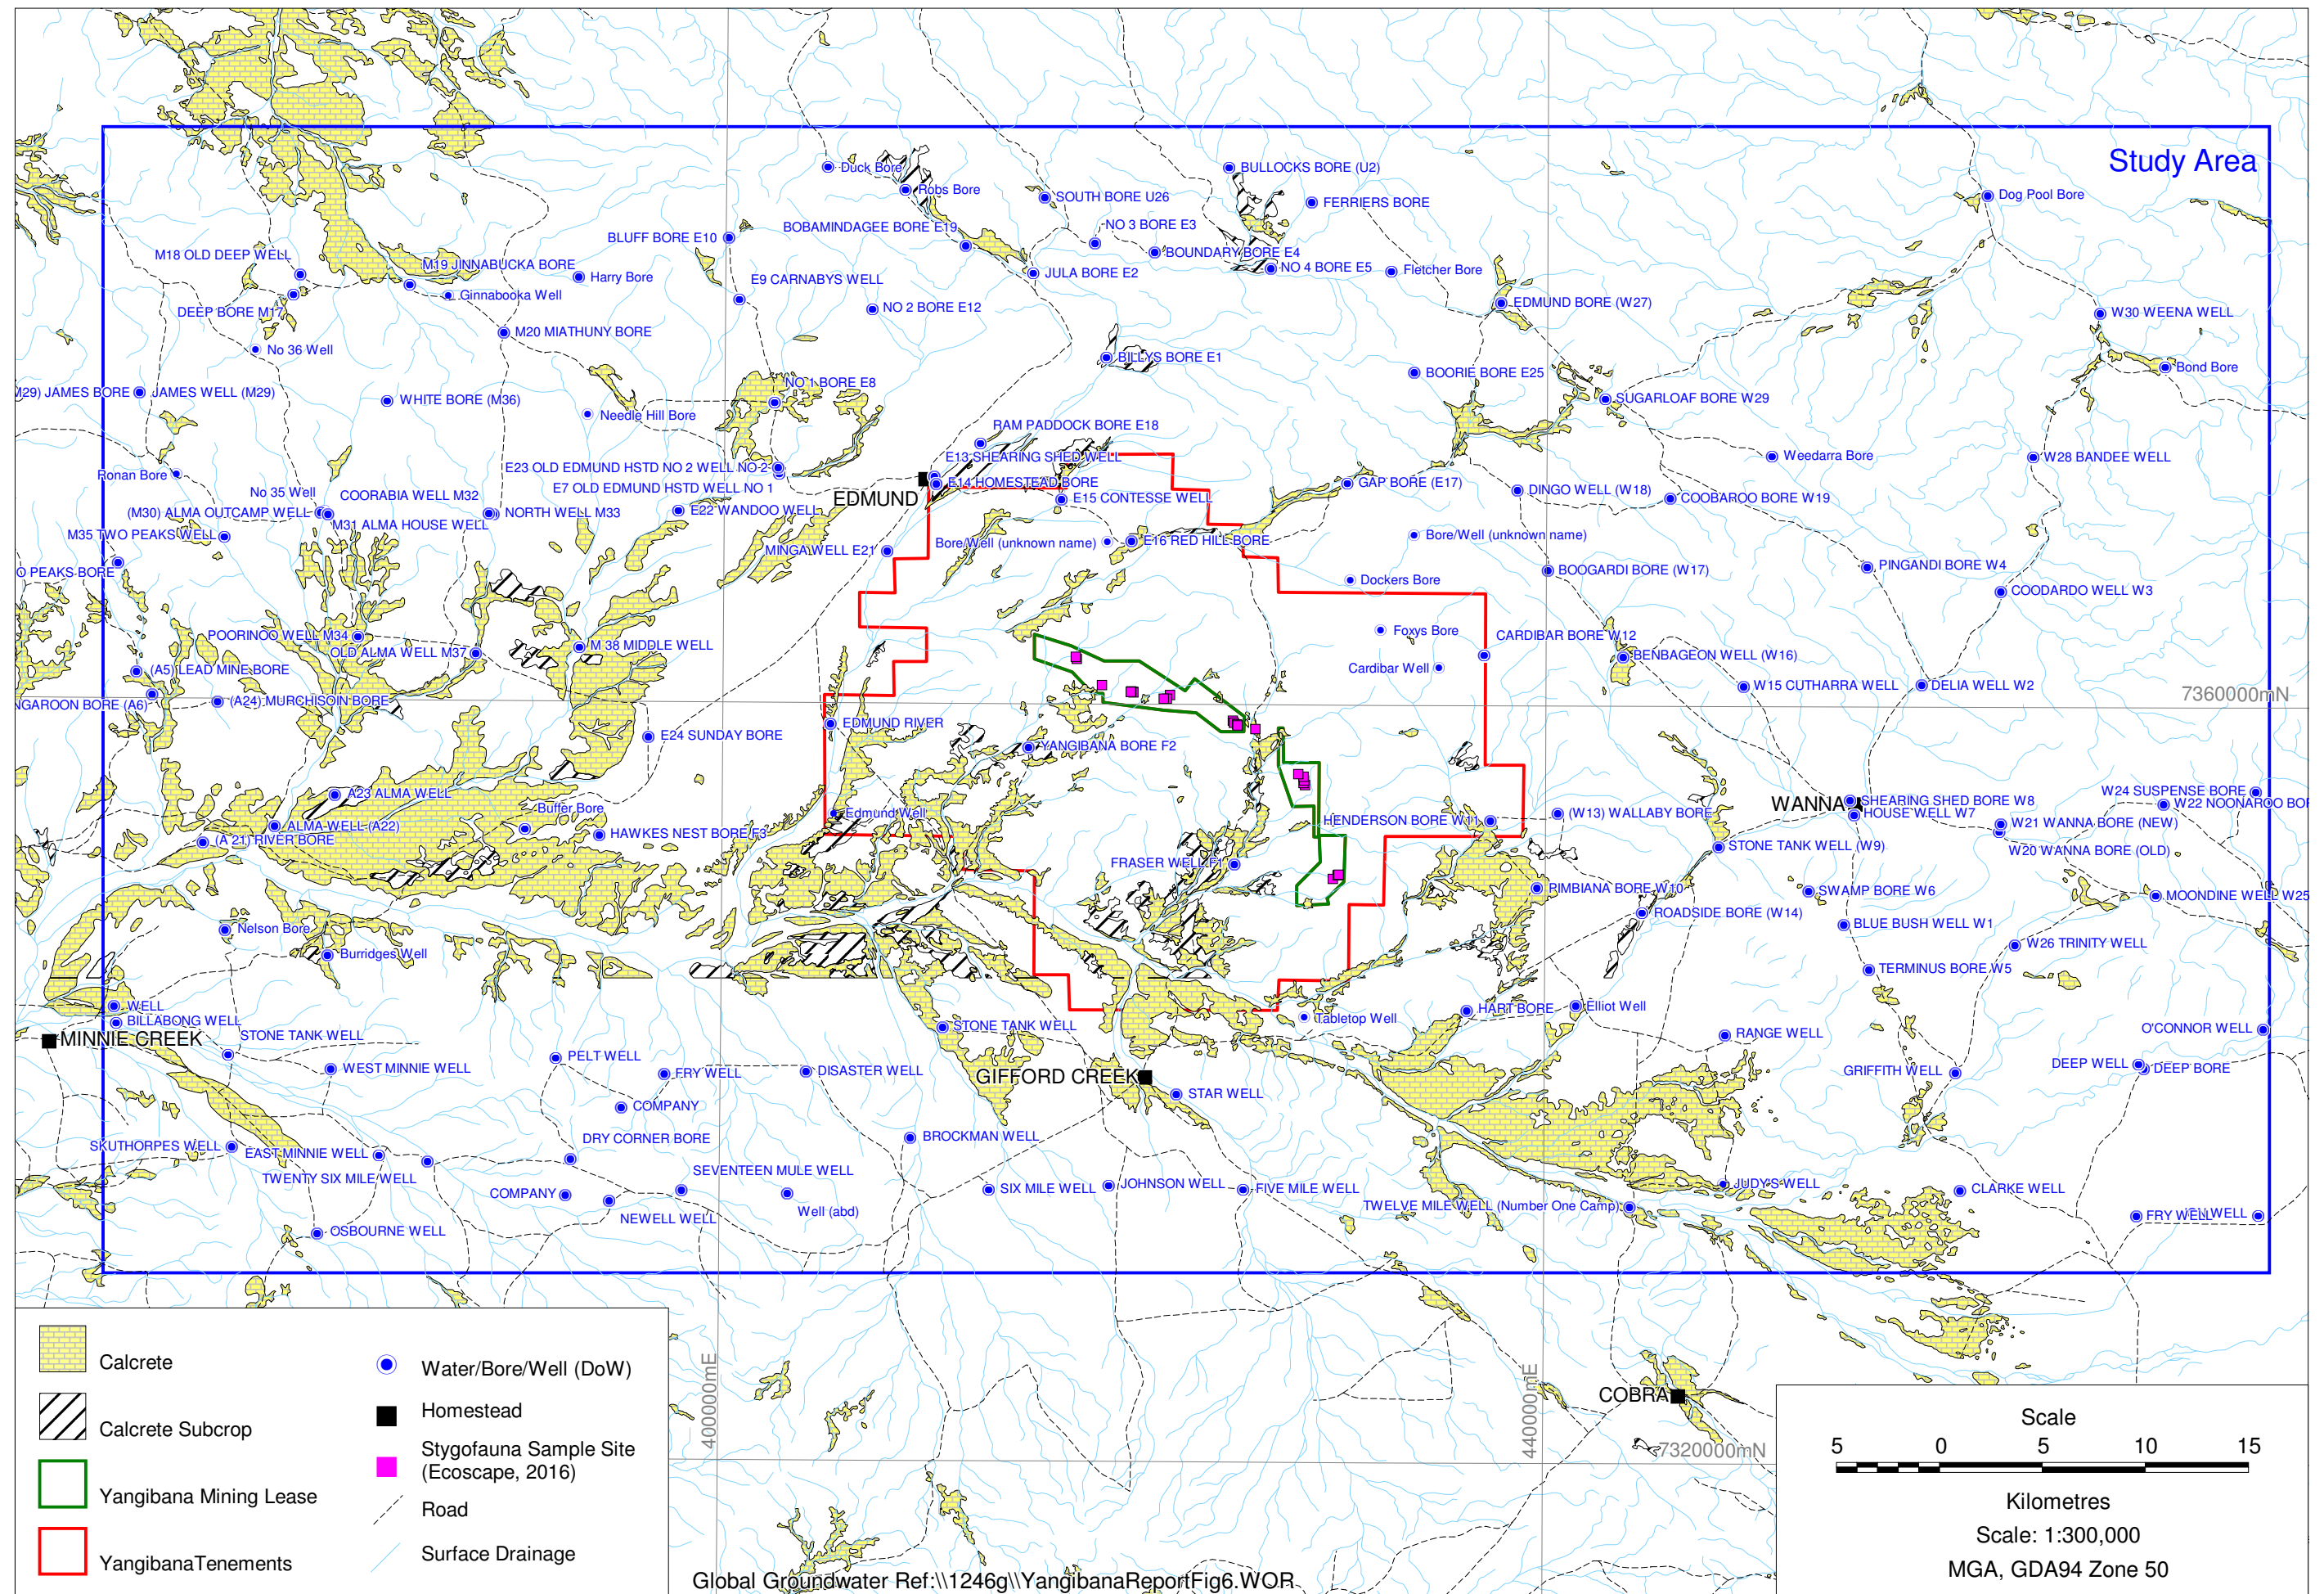 Study Area
Duck Bore
Robs Bore
BULLOCKS BORE (U2)
SOUTH BORE U26
FERRIERS BORE
Dog Pool Bore
BOBAMINDAGEE BORE E19
NO 3 BORE E3
BLUFF BORE E10
BOUNDARY BORE E4
M18 OLD DEEP WELL
M19 JINNABUCKA BORE
Harry Bore
JULA BORE E2
NO 4 BORE E5
Fletcher Bore
E9 CARNABYS WELL
Ginnabooka Well
DEEP BORE M17
NO 2 BORE E12
EDMUND BORE (W27)
W30 WEENA WELL
M20 MIATHUNY BORE
No 36 Well
BILLYS BORE E1
Bond Bore
BOORIE BORE E25
NO 1 BORE E8
M29) JAMES BORE
JAMES WELL (M29)
WHITE BORE (M36)
Needle Hill Bore
SUGARLOAF BORE W29
RAM PADDOCK BORE E18
E13 SHEARING SHED WELL
Weedarra Bore
W28 BANDEE WELL
Ronan Bore
E23 OLD EDMUND HSTD NO 2 WELL NO 2
E7 OLD EDMUND HSTD WELL NO 1
E14 HOMESTEAD BORE
GAP BORE (E17)
EDMUND
E15 CONTESSE WELL
DINGO WELL (W18)
COOBAROO BORE W19
No 35 Well
COORABIA WELL M32
(M30) ALMA OUTCAMP WELL
NORTH WELL M33
E22 WANDOO WELL
M31 ALMA HOUSE WELL
M35 TWO PEAKS WELL
MINGA WELL E21
Bore/Well (unknown name)
E16 RED HILL BORE
Bore/Well (unknown name)
O PEAKS BORE
Dockers Bore
BOOGARDI BORE (W17)
PINGANDI BORE W4
COODARDO WELL W3
POORINOO WELL M34
OLD ALMA WELL M37
M 38 MIDDLE WELL
Foxys Bore
CARDIBAR BORE W12
Cardibar Well
BENBAGEON WELL (W16)
(A5) LEAD MINE BORE
W15 CUTHARRA WELL
DELIA WELL W2
7360000mN
NGAROON BORE (A6)
(A24) MURCHISOIN BORE
EDMUND RIVER
E24 SUNDAY BORE
YANGIBANA BORE F2
A23 ALMA WELL
Buffer Bore
Edmund Well
W24 SUSPENSE BORE
WANNA
SHEARING SHED BORE W8
W22 NOONAROO BOR
HOUSE WELL W7
ALMA WELL (A22)
HAWKES NEST BORE F3
HENDERSON BORE W11
(W13) WALLABY BORE
W21 WANNA BORE (NEW)
(A 21) RIVER BORE
STONE TANK WELL (W9)
W20 WANNA BORE (OLD)
FRASER WELL F1
PIMBIANA BORE W10
SWAMP BORE W6
MOONDINE WELL W25
ROADSIDE BORE (W14)
BLUE BUSH WELL W1
Nelson Bore
W26 TRINITY WELL
Burridges Well
TERMINUS BORE W5
WELL
BILLABONG WELL
HART BORE
Elliot Well
Tabletop Well
STONE TANK WELL
O'CONNOR WELL
MINNIE CREEK
STONE TANK WELL
RANGE WELL
PELT WELL
WEST MINNIE WELL
FRY WELL
DISASTER WELL
GIFFORD CREEK
GRIFFITH WELL
DEEP WELL
DEEP BORE
STAR WELL
COMPANY
BROCKMAN WELL
DRY CORNER BORE
SKUTHORPES WELL
EAST MINNIE WELL
SEVENTEEN MULE WELL
TWENTY SIX MILE WELL
COMPANY
SIX MILE WELL
JOHNSON WELL
FIVE MILE WELL
JUDY'S WELL
CLARKE WELL
TWELVE MILE WELL (Number One Camp)
Well (abd)
NEWELL WELL
FRY WELL
WELL
OSBOURNE WELL
400000mE
440000mE
COBRA
7320000mN
Calcrete
Calcrete Subcrop
Yangibana Mining Lease
YangibanaTenements
Water/Bore/Well (DoW)
Homestead
Stygofauna Sample Site
(Ecoscape, 2016)
Road
Surface Drainage
Global Groundwater Ref:\\1246g\\YangibanaReportFig6.WOR
Scale
5 0 5 10 15
Kilometres
Scale: 1:300,000
MGA, GDA94 Zone 50